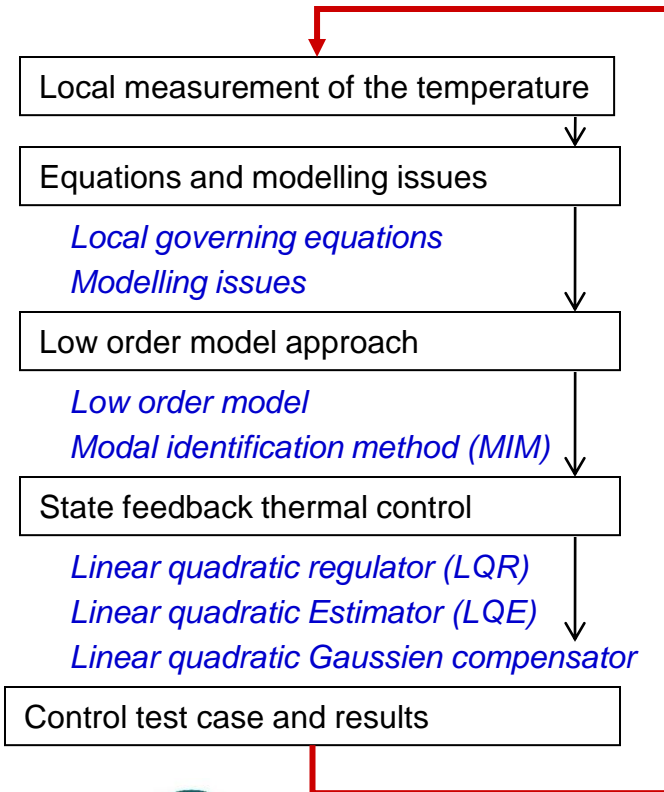 Local measurement of the temperature
Equations and modelling issues
Local governing equations
Modelling issues
Low order model approach
Low order model
Modal identification method (MIM)
State feedback thermal control
Linear quadratic regulator (LQR)
Linear quadratic Estimator (LQE)
Linear quadratic Gaussien compensator
Control test case and results